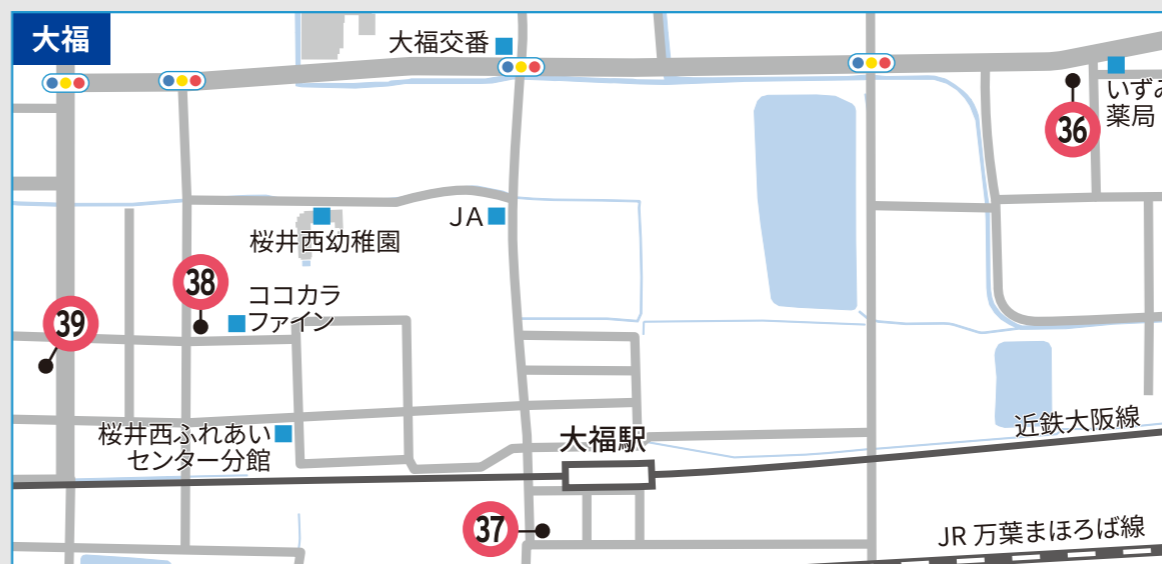 大福
大福交番
いずみ
薬局
36
JA
桜井西幼稚園
38
ココカラ
ファイン
39
桜井西ふれあい
センター分館
大福駅
近鉄大阪線
37
JR 万葉まほろば線